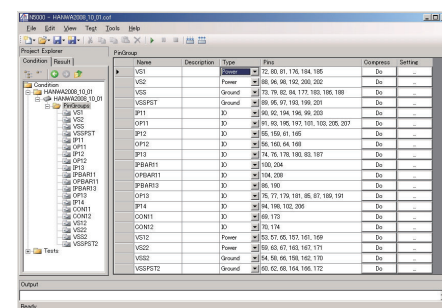 N5000 - HANWA2008_10_01.cof
File Edit View Test Tools Help
Project Explorer
Condition Result
Condition
HANWA2008_10_01
HANWA2008_10_01
PinGroups
VS1
VS2
VSS
VSSPST
IP11
OP11
IP12
OP12
IP13
IPBAR11
OPBAR11
IPBAR13
OP13
IP14
CON11
CON12
VS12
VS22
VSS2
VSSPST2
Tests
PinGroup
Name Description Type Pins Compress Setting
VS1 Power 72, 80, 81, 176, 184, 185 Do ..
VS2 Power 88, 96, 98, 192, 200, 202 Do ..
VSS Ground 73, 79, 82, 84, 177, 183, 186, 188 Do ..
VSSPST Ground 89, 95, 97, 193, 199, 201 Do ..
IP11 IO 90, 92, 194, 196, 99, 203 Do ..
OP11 IO 91, 93, 195, 197, 101, 103, 205, 207 Do ..
IP12 IO 55, 159, 61, 165 Do ..
OP12 IO 56, 160, 64, 168 Do ..
IP13 IO 74, 76, 178, 180, 83, 187 Do ..
IPBAR11 IO 100, 204 Do ..
OPBAR11 IO 104, 208 Do ..
IPBAR13 IO 86, 190 Do ..
OP13 IO 75, 77, 179, 181, 85, 87, 189, 191 Do ..
IP14 IO 94, 198, 102, 206 Do ..
CON11 IO 69, 173 Do ..
CON12 IO 70, 174 Do ..
VS12 Power 53, 57, 65, 157, 161, 169 Do ..
VS22 Power 59, 63, 67, 163, 167, 171 Do ..
VSS2 Ground 54, 58, 66, 158, 162, 170 Do ..
VSSPST2 Ground 60, 62, 68, 164, 166, 172 Do ..
Output
Ready